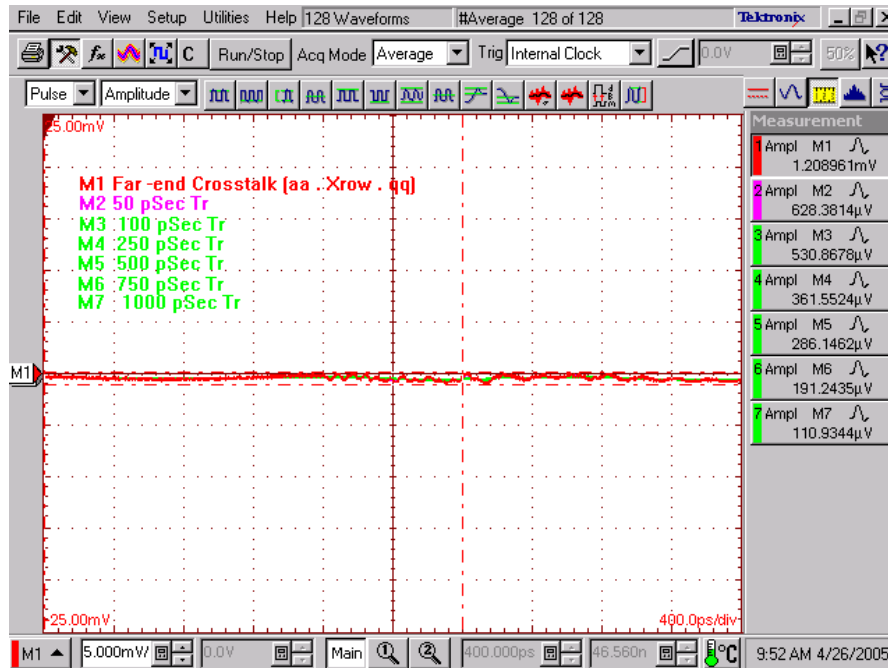 File Edit View Setup Utilities Help 128 Waveforms #Average 128 of 128 Tektronix
C Run/Stop Acq Mode Average Trig Internal Clock 0.0V 50%
Pulse Amplitude
25.00mV
M1 Far -end Crosstalk (aa . Xrow . qq)
M2 50 pSec Tr
M3 100 pSec Tr
M4 250 pSec Tr
M5 500 pSec Tr
M6 750 pSec Tr
M7 1000 pSec Tr
M1
-25.00mV
400.0ps/div
Measurement
1 Ampl M1
1.208961mV
2 Ampl M2
628.3814µV
3 Ampl M3
530.8678µV
4 Ampl M4
361.5524µV
5 Ampl M5
286.1462µV
6 Ampl M6
191.2435µV
7 Ampl M7
110.9344µV
M1 5.000mV/ 0.0V Main 1 2 400.000ps 46.560n °C 9:52 AM 4/26/2005